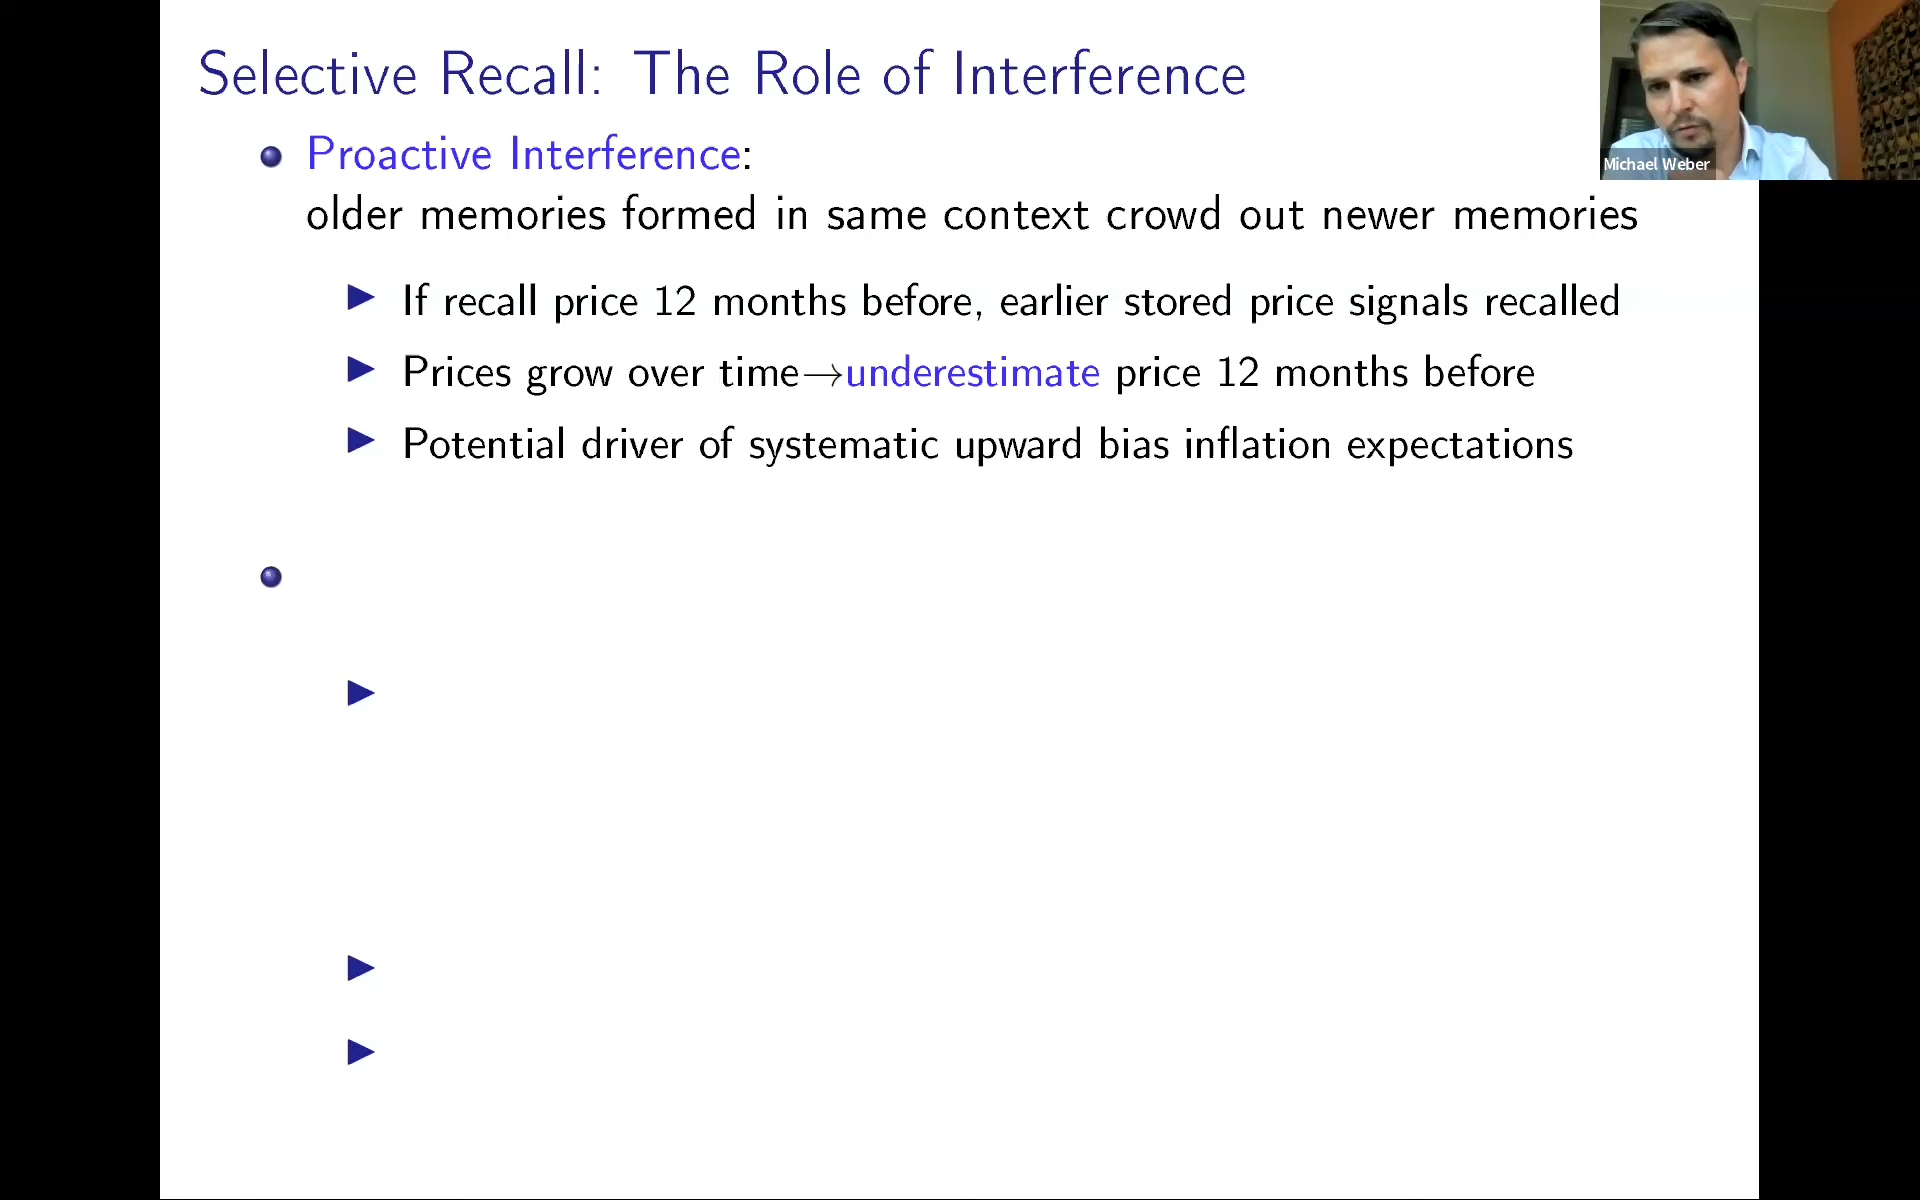 Selective Recall: The Role of Interference
Michael Weber
Proactive Interference:
older memories formed in same context crowd out newer memories
If recall price 12 months before, earlier stored price signals recalled
Prices grow over time→underestimate price 12 months before
Potential driver of systematic upward bias inflation expectations